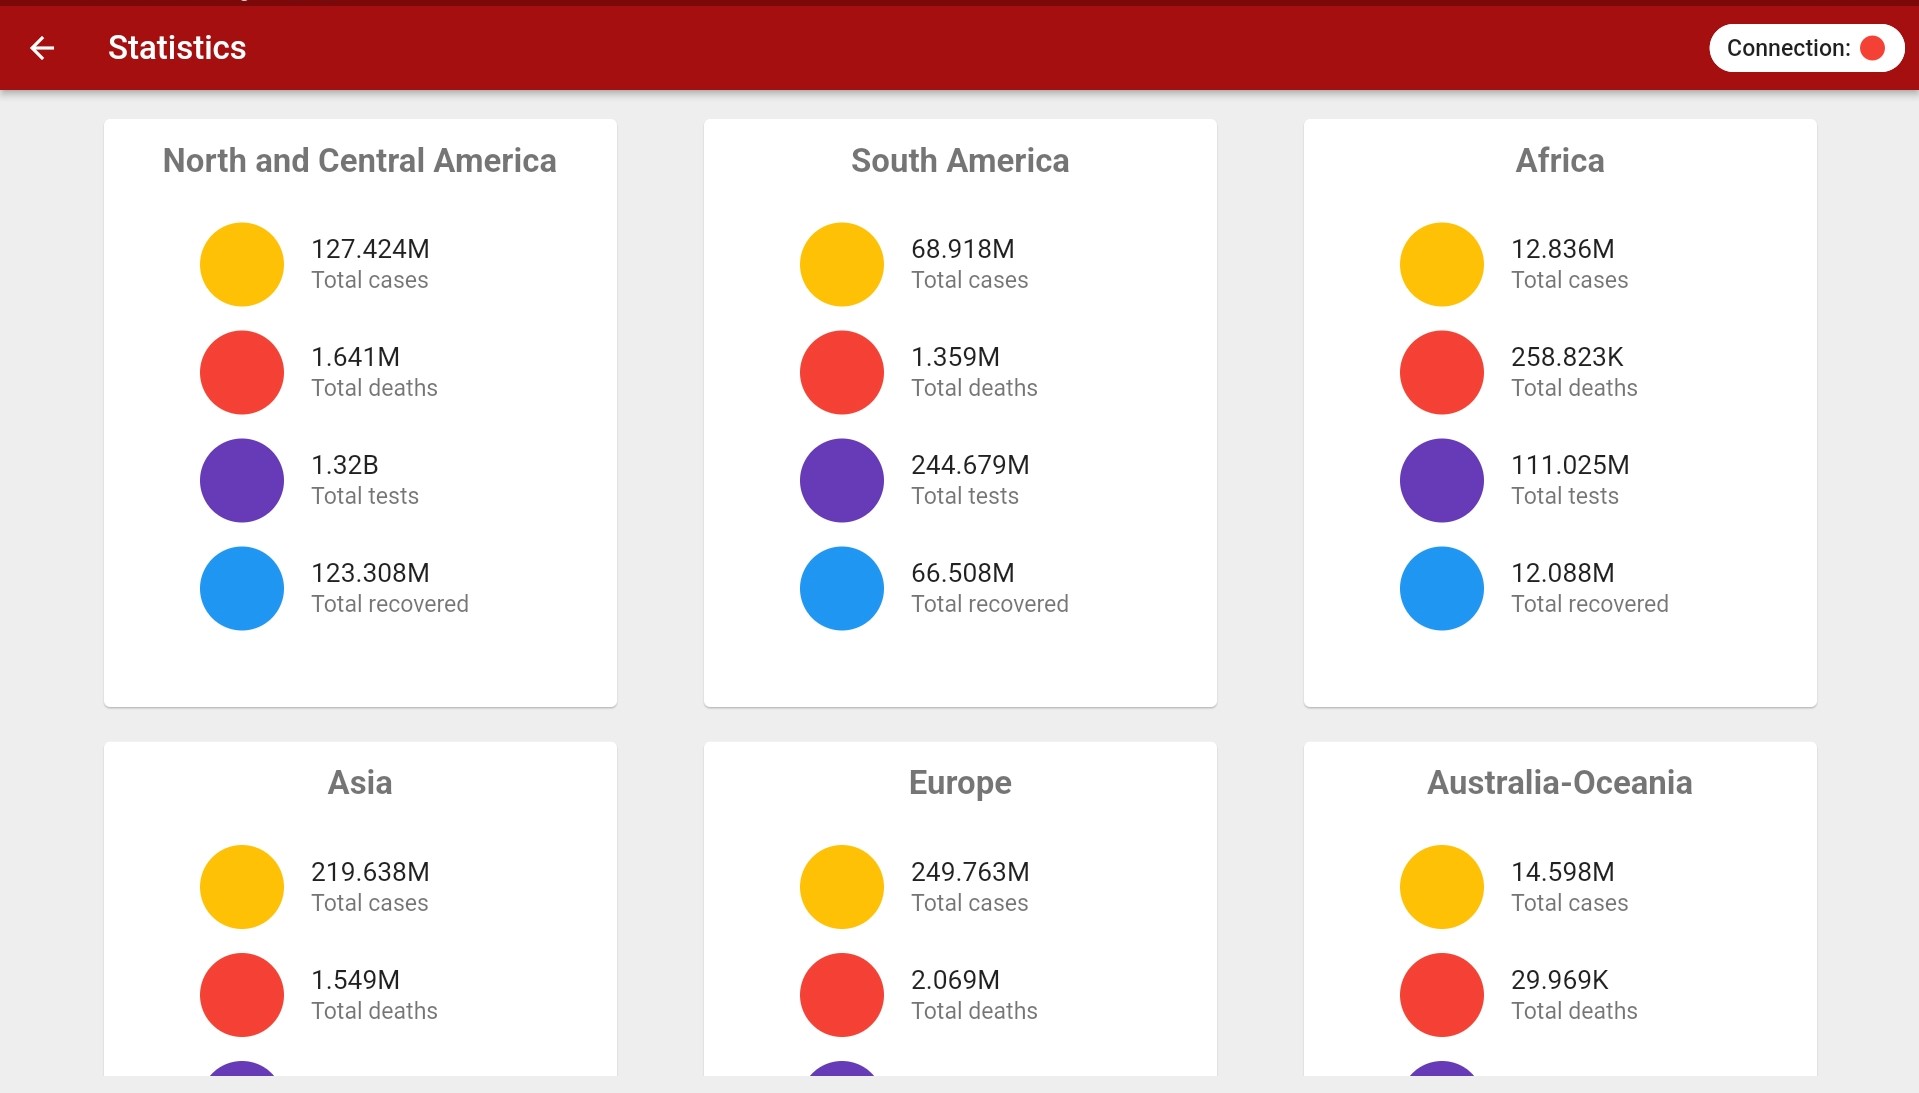 Statistics
Connection:
North and Central America
127.424M
Total cases
1.641M
Total deaths
1.32B
Total tests
123.308M
Total recovered
South America
68.918M
Total cases
1.359M
Total deaths
244.679M
Total tests
66.508M
Total recovered
Africa
12.836M
Total cases
258.823K
Total deaths
111.025M
Total tests
12.088M
Total recovered
Asia
219.638M
Total cases
1.549M
Total deaths
Europe
249.763M
Total cases
2.069M
Total deaths
Australia-Oceania
14.598M
Total cases
29.969K
Total deaths